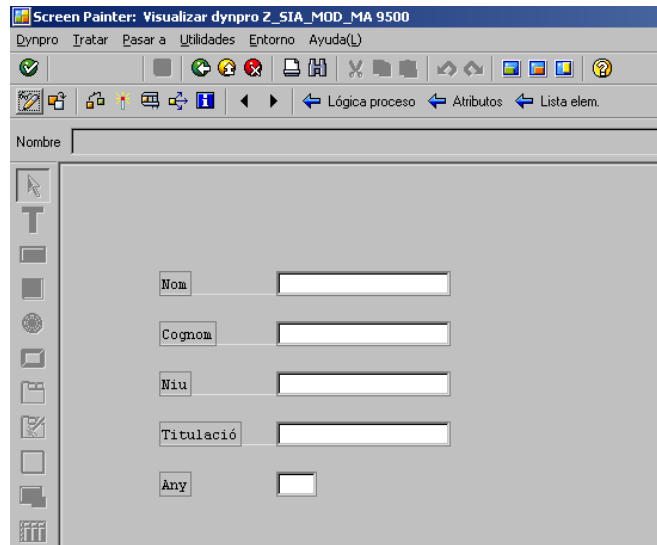 Screen Painter: Visualizar dynpro Z_SIA_MOD_MA 9500
Dynpro Tratar Pasar a Utilidades Entorno Ayuda(L)
Lógica proceso Atributos Lista elem.
Nombre
T
Nom
Cognom
Niu
Titulació
Any